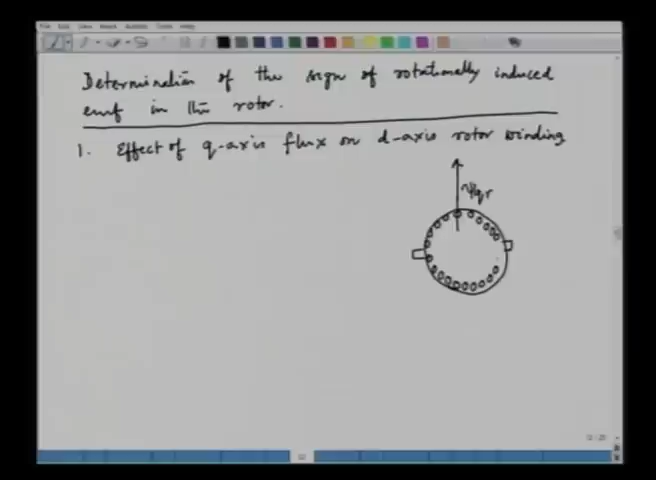 Determination of the sign of rotationally induced
emf in the rotor.
1. Effect of q-axis flux on d-axis rotor winding
ψqr